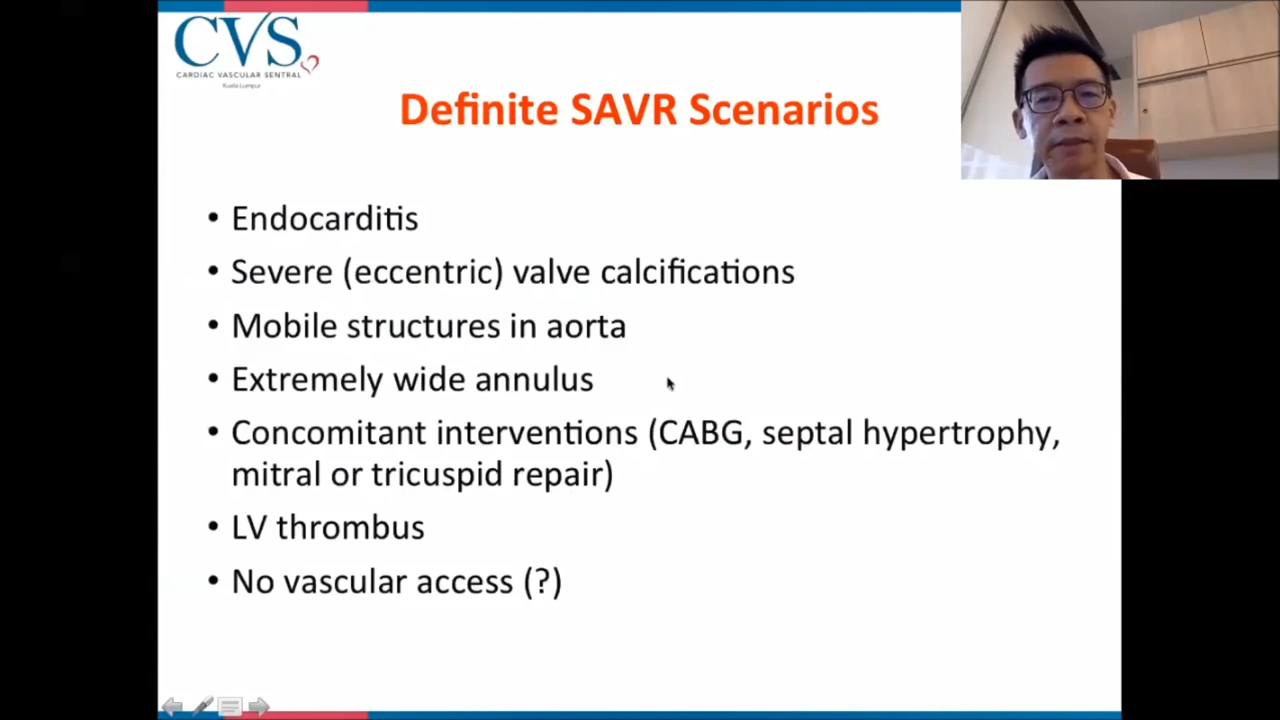 CVS
CARDIAC VASCULAR SENTRAL
Kuala Lumpur
Definite SAVR Scenarios
• Endocarditis
• Severe (eccentric) valve calcifications
• Mobile structures in aorta
• Extremely wide annulus
• Concomitant interventions (CABG, septal hypertrophy,
mitral or tricuspid repair)
• LV thrombus
• No vascular access (?)